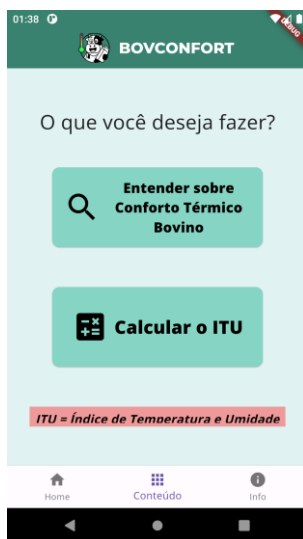 01:38
DEBUG
BOVCONFORT
O que você deseja fazer?
Entender sobre
Conforto Térmico
Bovino
Calcular o ITU
ITU = Índice de Temperatura e Umidade
Home
Conteúdo
Info